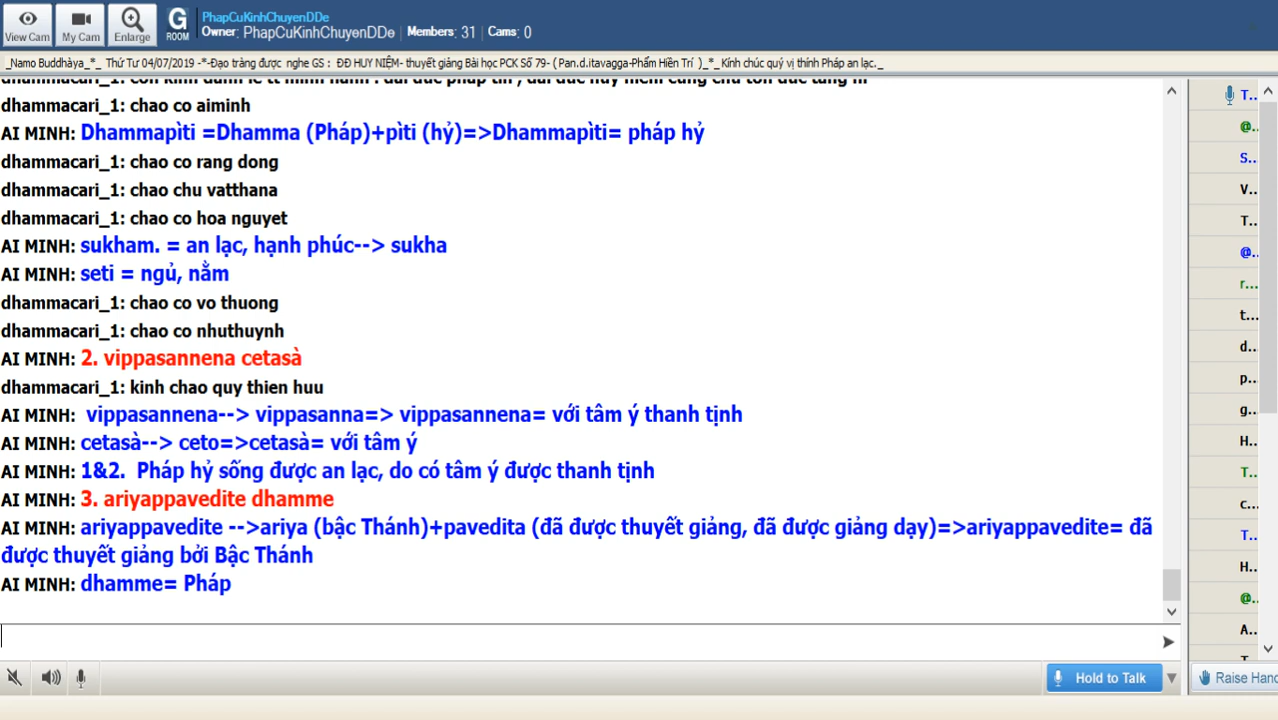 PhapCuKinhChuyenDDe
Owner: PhapCuKinhChuyenDDe | Members: 31 | Cams: 0
View Cam
My Cam
Enlarge
G
ROOM
_Namo Buddhàya_*_ Thứ Tư 04/07/2019 -*-Đạo tràng được nghe GS : ĐĐ HUY NIỆM- thuyết giảng Bài học PCK Số 79- ( Pan.d.itavagga-Phẩm Hiền Trí )_*_Kính chúc quý vị thính Pháp an lạc._
dhammacari_1: chao co aiminh
AI MINH: Dhammapìti =Dhamma (Pháp)+pìti (hỷ)=>Dhammapìti= pháp hỷ
dhammacari_1: chao co rang dong
dhammacari_1: chao chu vatthana
dhammacari_1: chao co hoa nguyet
AI MINH: sukham. = an lạc, hạnh phúc--> sukha
AI MINH: seti = ngủ, nằm
dhammacari_1: chao co vo thuong
dhammacari_1: chao co nhuthuynh
AI MINH: 2. vippasannena cetasà
dhammacari_1: kinh chao quy thien huu
AI MINH: vippasannena--> vippasanna=> vippasannena= với tâm ý thanh tịnh
AI MINH: cetasà--> ceto=>cetasà= với tâm ý
AI MINH: 1&2. Pháp hỷ sống được an lạc, do có tâm ý được thanh tịnh
AI MINH: 3. ariyappavedite dhamme
AI MINH: ariyappavedite -->ariya (bậc Thánh)+pavedita (đã được thuyết giảng, đã được giảng dạy)=>ariyappavedite= đã
được thuyết giảng bởi Bậc Thánh
AI MINH: dhamme= Pháp
T..
@..
S..
V..
T..
@..
r...
t...
d..
p..
g..
H..
T..
c...
T..
H..
@..
A..
Hold to Talk
Raise Hand